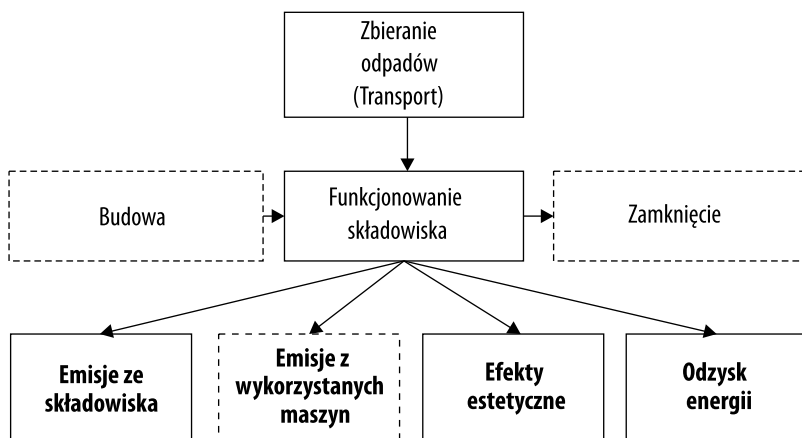 Zbieranie
odpadów
(Transport)
Budowa
Funkcjonowanie
składowiska
Zamknięcie
Emisje ze
składowiska
Emisje z
wykorzystanych
maszyn
Efekty
estetyczne
Odzysk
energii